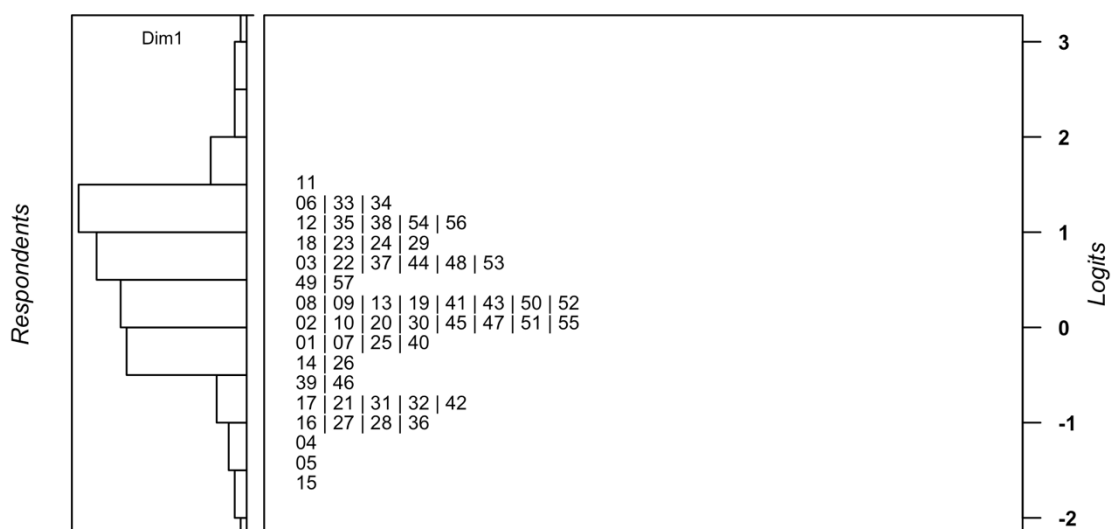 Dim1
Respondents
11
06 | 33 | 34
12 | 35 | 38 | 54 | 56
18 | 23 | 24 | 29
03 | 22 | 37 | 44 | 48 | 53
49 | 57
08 | 09 | 13 | 19 | 41 | 43 | 50 | 52
02 | 10 | 20 | 30 | 45 | 47 | 51 | 55
01 | 07 | 25 | 40
14 | 26
39 | 46
17 | 21 | 31 | 32 | 42
16 | 27 | 28 | 36
04
05
15
3
2
1
0
-1
-2
Logits